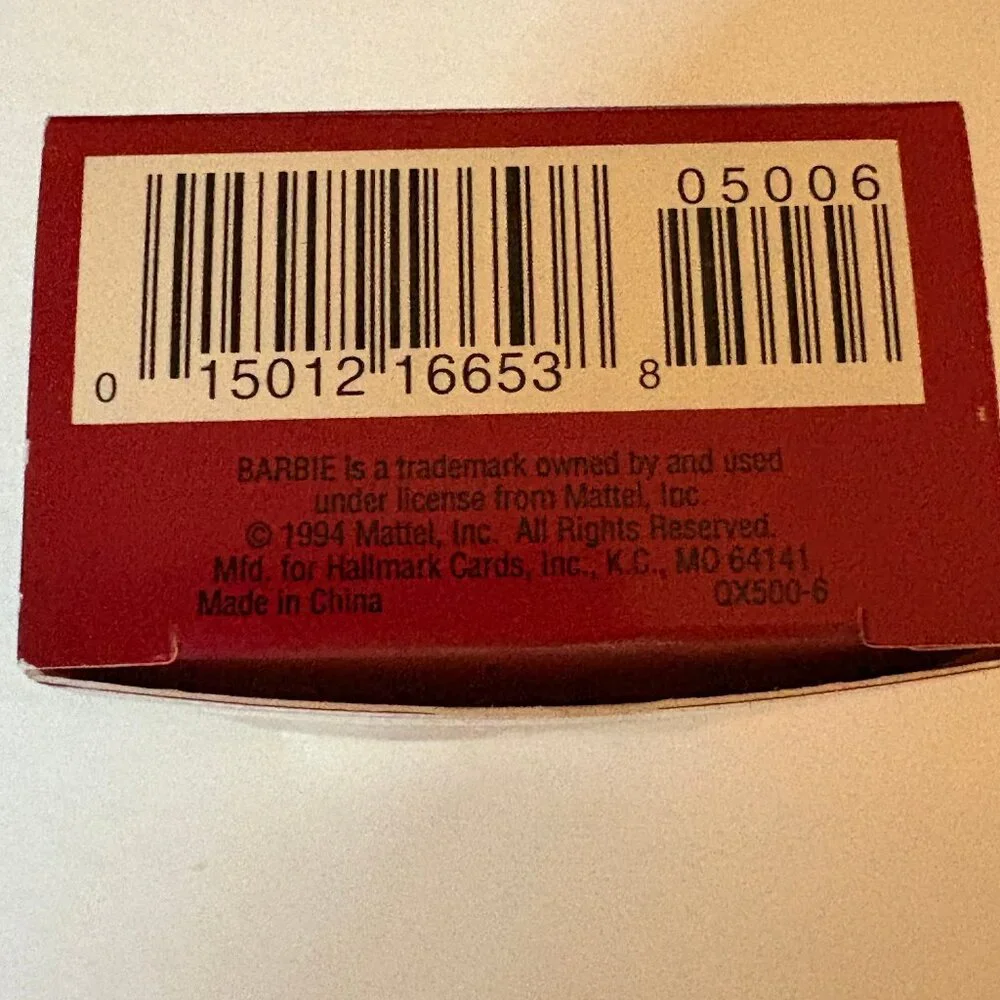 05006
0 15012 16653 8
BARBIE is a trademark owned by and used
under license from Mattel, Inc.
© 1994 Mattel, Inc. All Rights Reserved.
Mfd. for Hallmark Cards, Inc., K.C., MO 64141
Made in China QX500-6